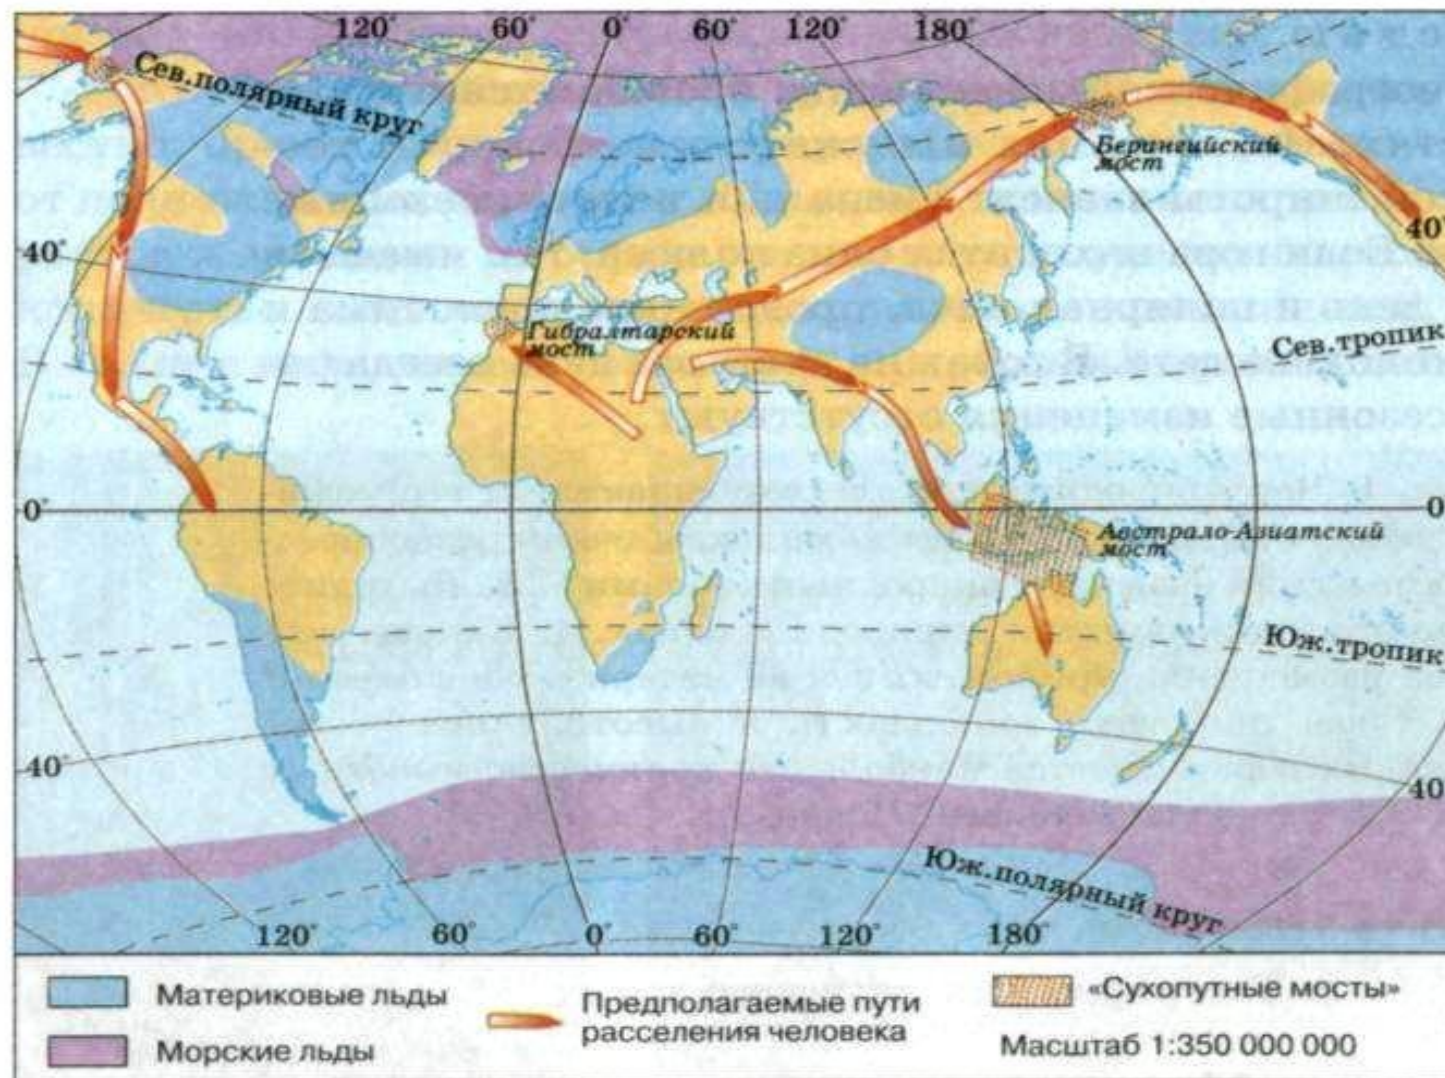 120° 60° 0° 60° 120° 180°
Сев.полярный круг
Берингийский
мост
40° 40°
Гибралтарский
мост
Сев.тропик
0° 0°
Австрало-Азиатский
мост
Юж.тропик
40° 40°
Юж.полярный круг
120° 60° 0° 60° 120° 180°
Материковые льды
Морские льды
Предполагаемые пути
расселения человека
«Сухопутные мосты»
Масштаб 1:350 000 000